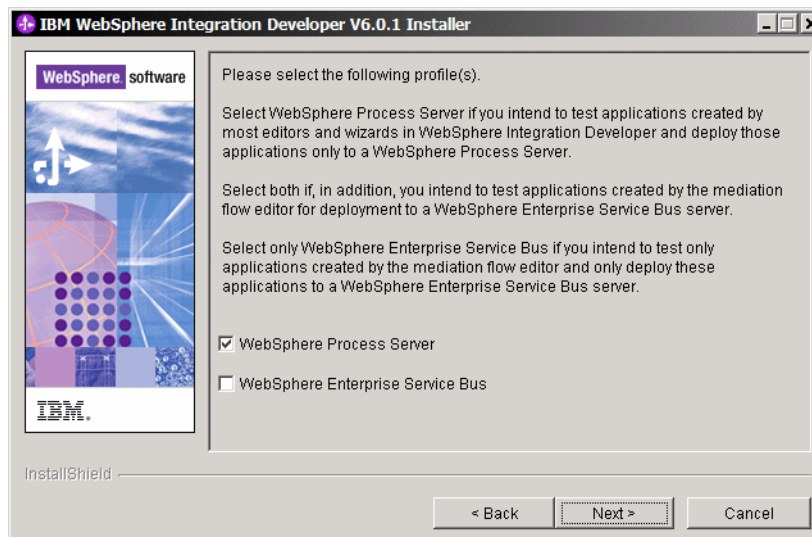 IBM WebSphere Integration Developer V6.0.1 Installer
WebSphere. software
Please select the following profile(s).
Select WebSphere Process Server if you intend to test applications created by
most editors and wizards in WebSphere Integration Developer and deploy those
applications only to a WebSphere Process Server.
Select both if, in addition, you intend to test applications created by the mediation
flow editor for deployment to a WebSphere Enterprise Service Bus server.
Select only WebSphere Enterprise Service Bus if you intend to test only
applications created by the mediation flow editor and only deploy these
applications to a WebSphere Enterprise Service Bus server.
WebSphere Process Server
WebSphere Enterprise Service Bus
IBM.
InstallShield
< Back
Next >
Cancel